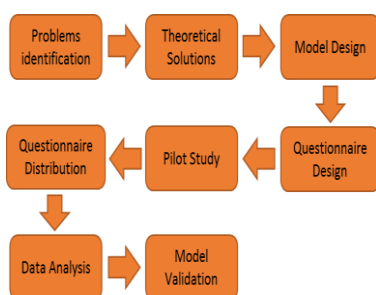 Problems
identification
Theoretical
Solutions
Model Design
Questionnaire
Design
Pilot Study
Questionnaire
Distribution
Data Analysis
Model
Validation